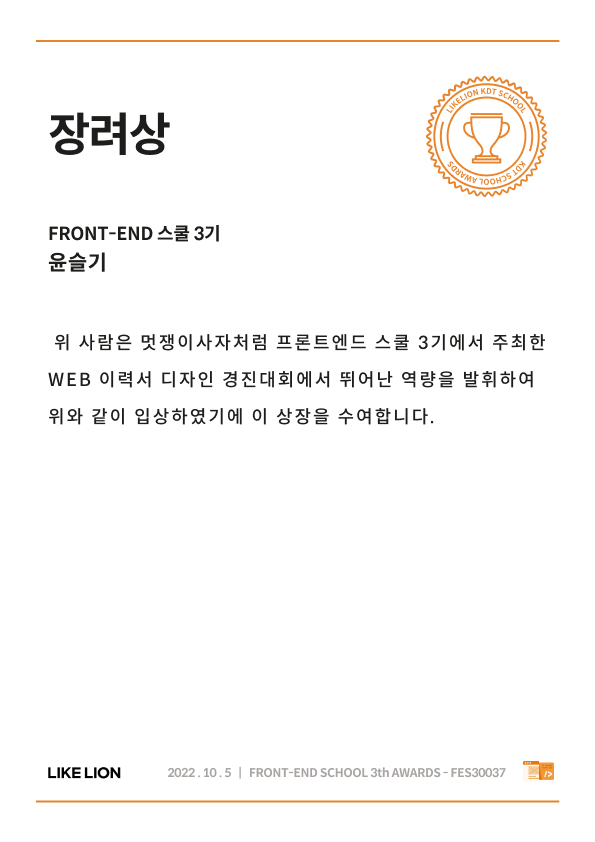 장려상
LIKELION KDT SCHOOL
KDT SCHOOL AWARDS
FRONT-END 스쿨 3기
윤슬기
위 사람은 멋쟁이사자처럼 프론트엔드 스쿨 3기에서 주최한
WEB 이력서 디자인 경진대회에서 뛰어난 역량을 발휘하여
위와 같이 입상하였기에 이 상장을 수여합니다.
LIKE LION
2022 . 10 . 5 | FRONT-END SCHOOL 3th AWARDS - FES30037